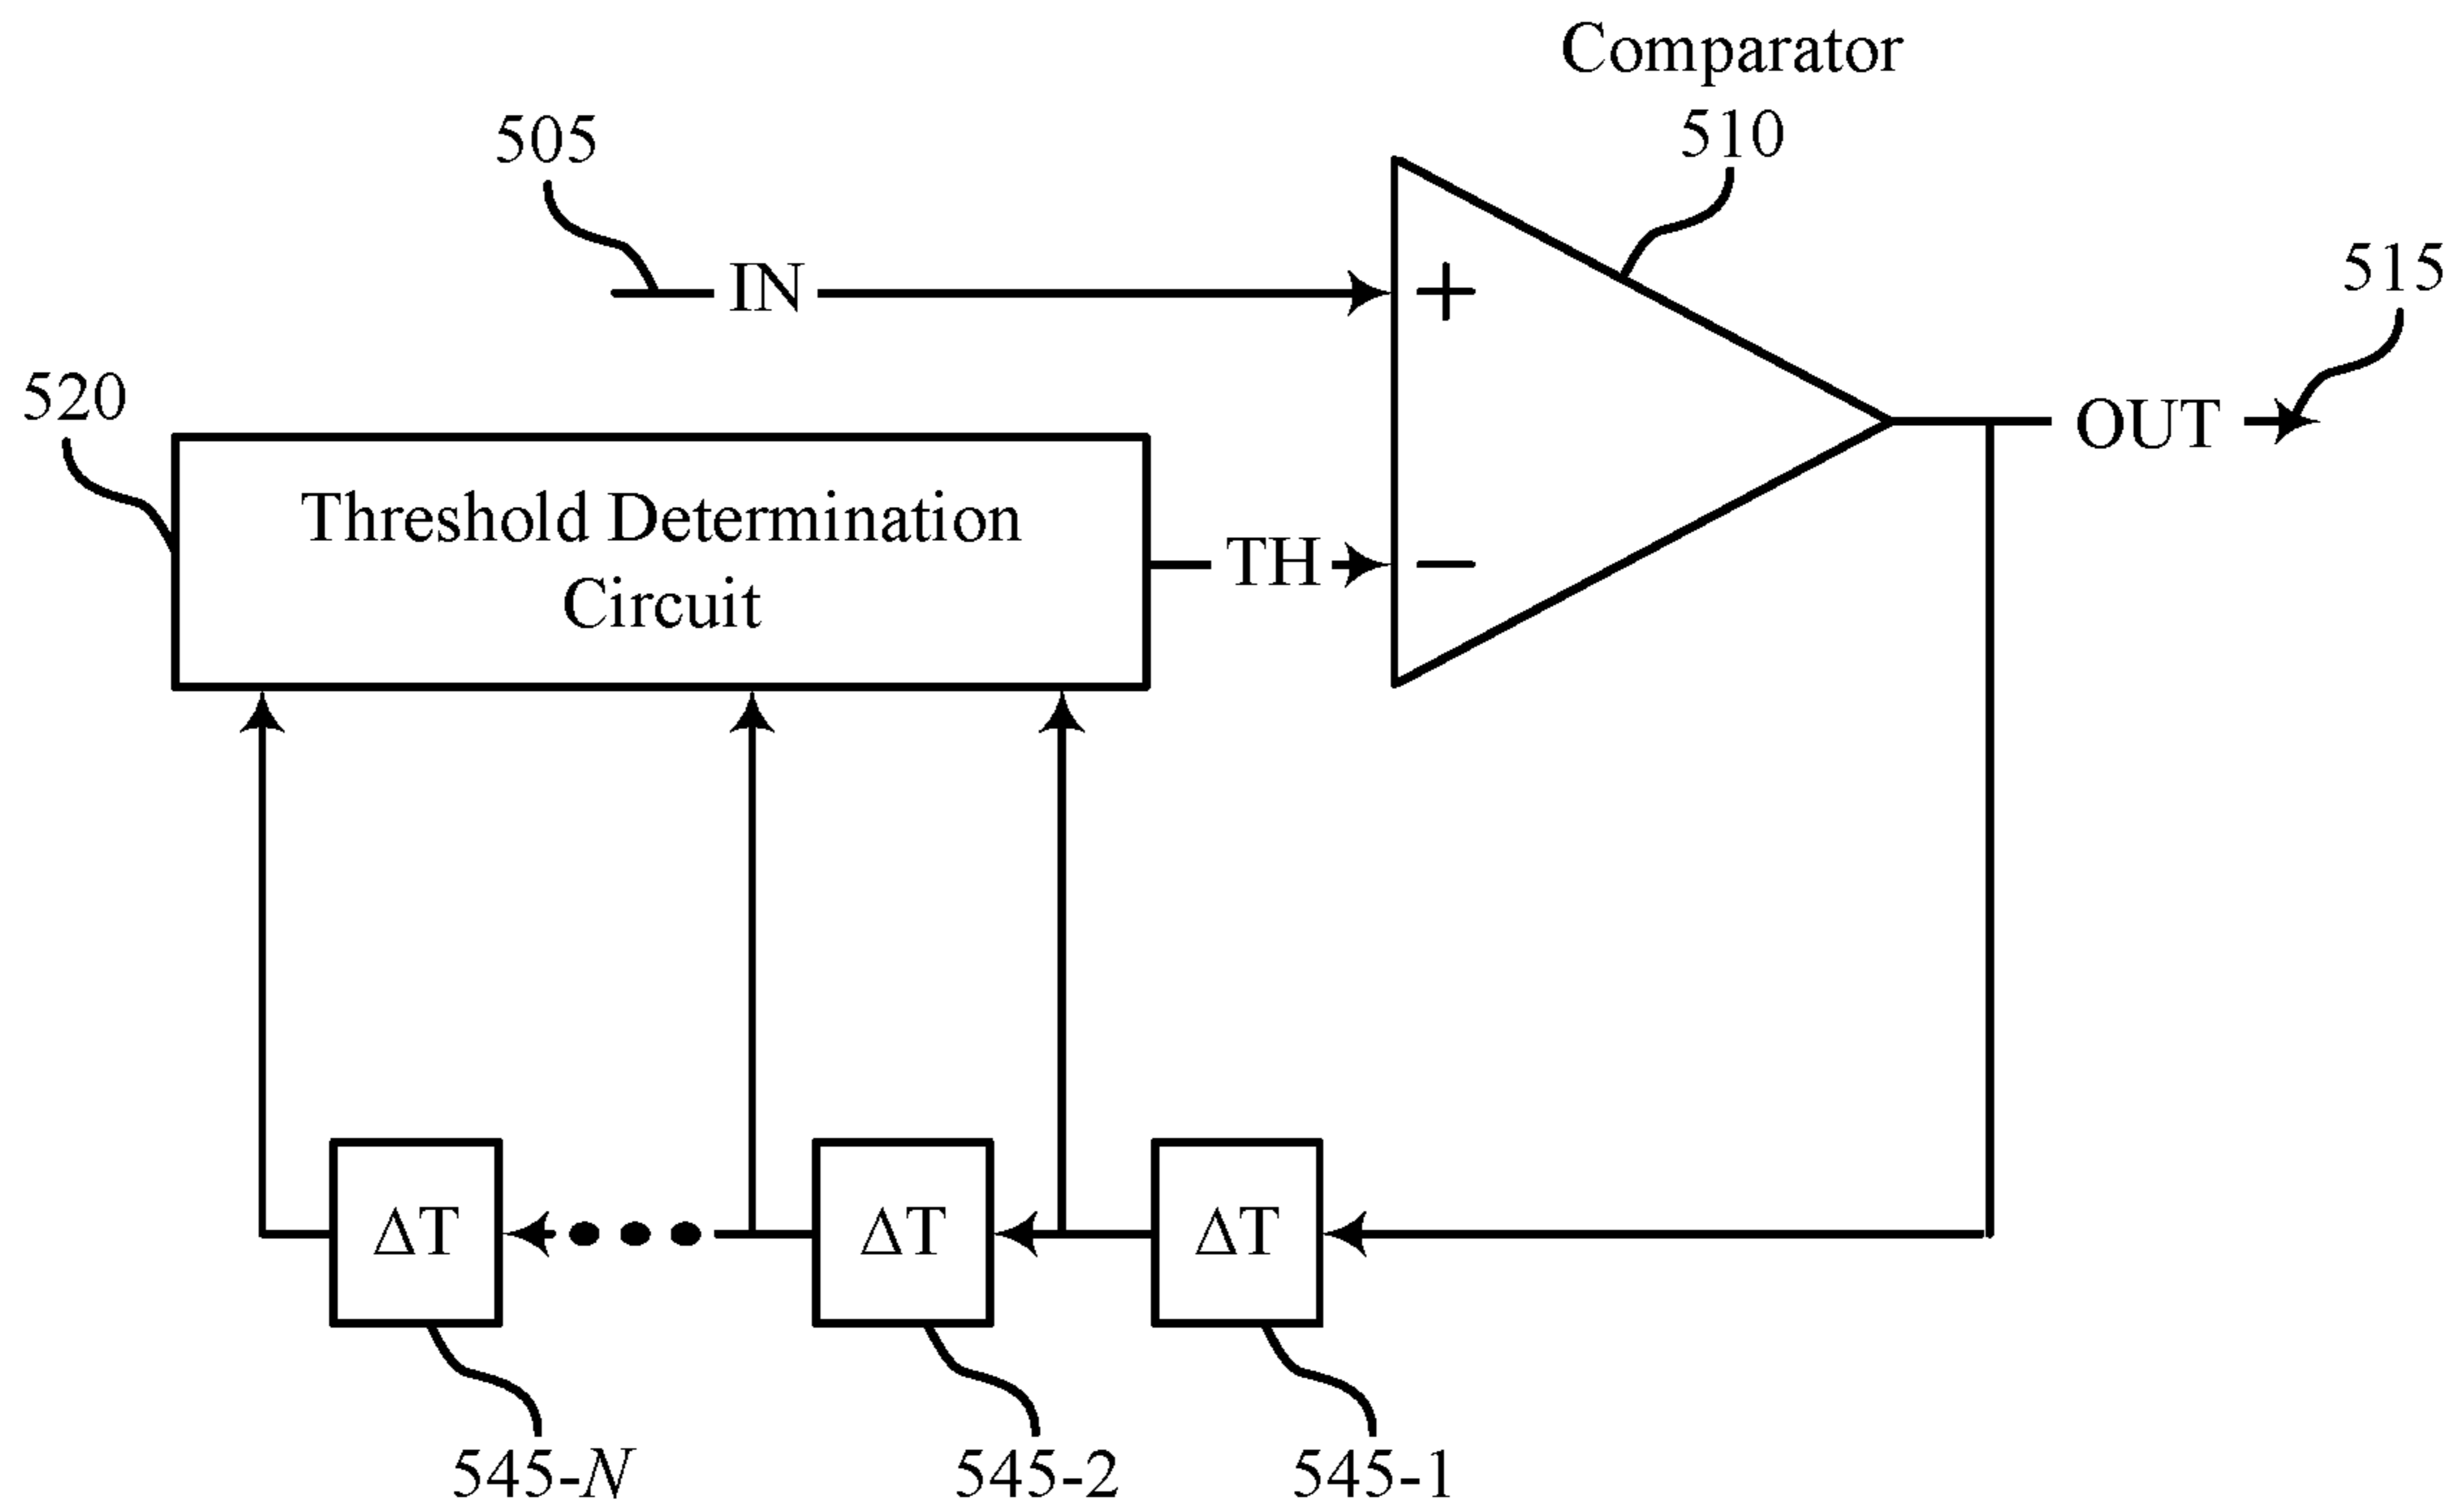 Comparator
510
505
515
IN
+
520
OUT
Threshold Determination
Circuit
TH
−
ΔT
ΔT
ΔT
545-N
545-2
545-1